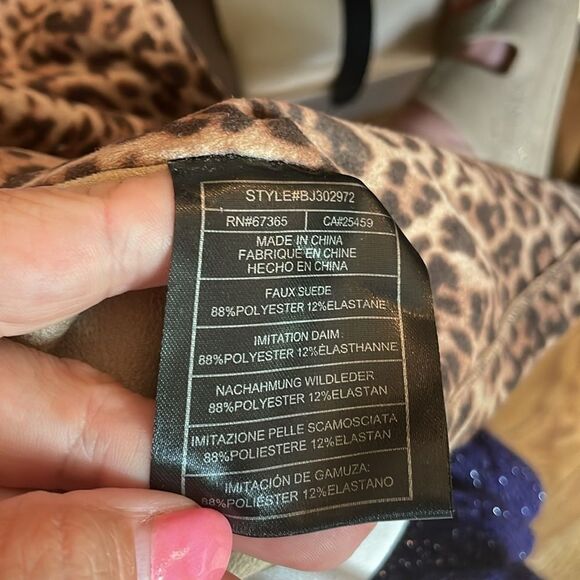 STYLE#BJ302972
RN#67365 CA#25459
MADE IN CHINA
FABRIQUÉ EN CHINE
HECHO EN CHINA
FAUX SUEDE
88%POLYESTER 12%ELASTANE
IMITATION DAIM
88%POLYESTER 12%ÉLASTHANNE
NACHAHMUNG WILDLEDER
88%POLYESTER 12%ELASTAN
IMITAZIONE PELLE SCAMOSCIATA
88%POLIESTERE 12%ELASTAN
IMITACIÓN DE GAMUZA:
88%POLIÉSTER 12%ELASTANO